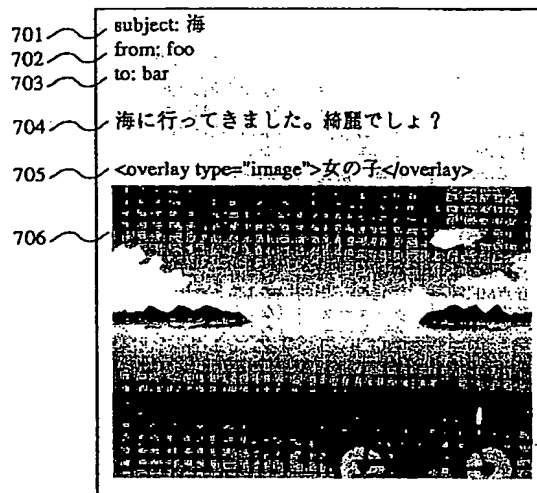 701 subject: 海
702 from: foo
703 to: bar
704 海に行ってきました。綺麗でしょ？
705 <overlay type="image">女の子</overlay>
706